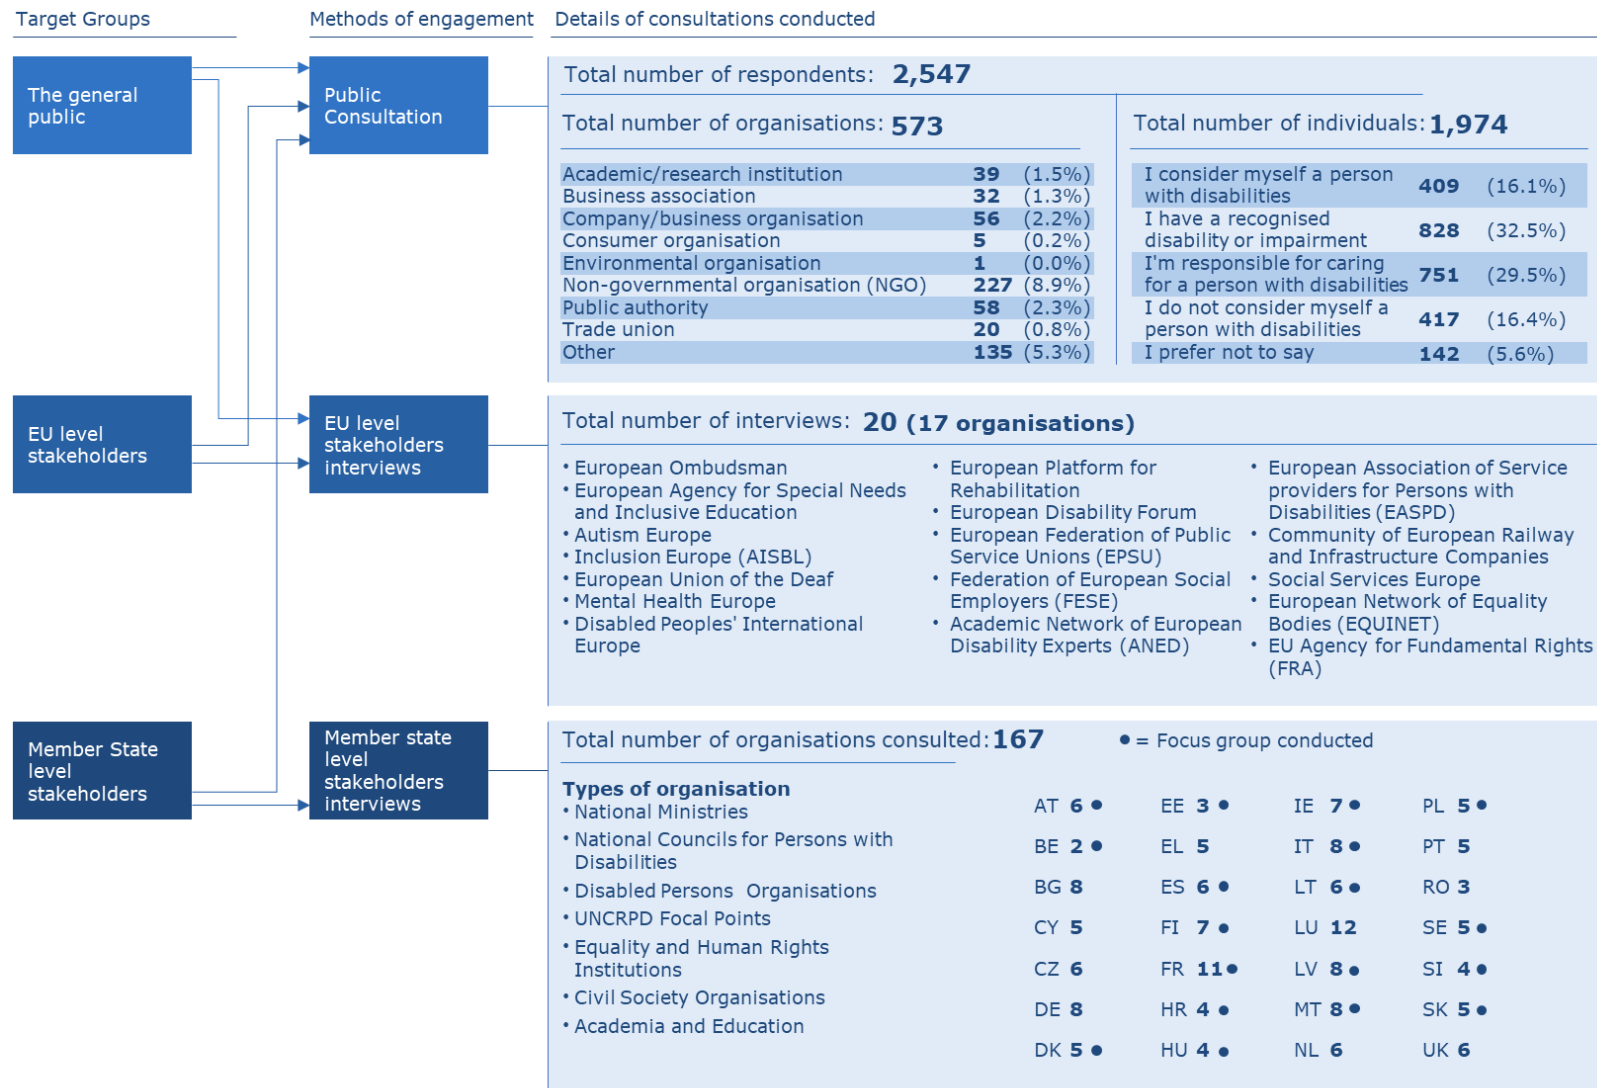 Target Groups
Methods of engagement
Details of consultations conducted
The general
public
Public
Consultation
Total number of respondents: 2,547
Total number of organisations: 573
Academic/research institution 39 (1.5%)
Business association 32 (1.3%)
Company/business organisation 56 (2.2%)
Consumer organisation 5 (0.2%)
Environmental organisation 1 (0.0%)
Non-governmental organisation (NGO) 227 (8.9%)
Public authority 58 (2.3%)
Trade union 20 (0.8%)
Other 135 (5.3%)
Total number of individuals: 1,974
I consider myself a person
with disabilities 409 (16.1%)
I have a recognised
disability or impairment 828 (32.5%)
I'm responsible for caring
for a person with disabilities 751 (29.5%)
I do not consider myself a
person with disabilities 417 (16.4%)
I prefer not to say 142 (5.6%)
EU level
stakeholders
EU level
stakeholders
interviews
Total number of interviews: 20 (17 organisations)
• European Ombudsman
• European Agency for Special Needs
and Inclusive Education
• Autism Europe
• Inclusion Europe (AISBL)
• European Union of the Deaf
• Mental Health Europe
• Disabled Peoples' International
Europe
• European Platform for
Rehabilitation
• European Disability Forum
• European Federation of Public
Service Unions (EPSU)
• Federation of European Social
Employers (FESE)
• Academic Network of European
Disability Experts (ANED)
• European Association of Service
providers for Persons with
Disabilities (EASPD)
• Community of European Railway
and Infrastructure Companies
• Social Services Europe
• European Network of Equality
Bodies (EQUINET)
• EU Agency for Fundamental Rights
(FRA)
Member State
level
stakeholders
Member state
level
stakeholders
interviews
Total number of organisations consulted: 167
● = Focus group conducted
Types of organisation
• National Ministries
• National Councils for Persons with
Disabilities
• Disabled Persons Organisations
• UNCRPD Focal Points
• Equality and Human Rights
Institutions
• Civil Society Organisations
• Academia and Education
AT 6 ● EE 3 ● IE 7 ● PL 5 ●
BE 2 ● EL 5 IT 8 ● PT 5
BG 8 ES 6 ● LT 6 ● RO 3
CY 5 FI 7 ● LU 12 SE 5 ●
CZ 6 FR 11 ● LV 8 ● SI 4 ●
DE 8 HR 4 ● MT 8 ● SK 5 ●
DK 5 ● HU 4 ● NL 6 UK 6